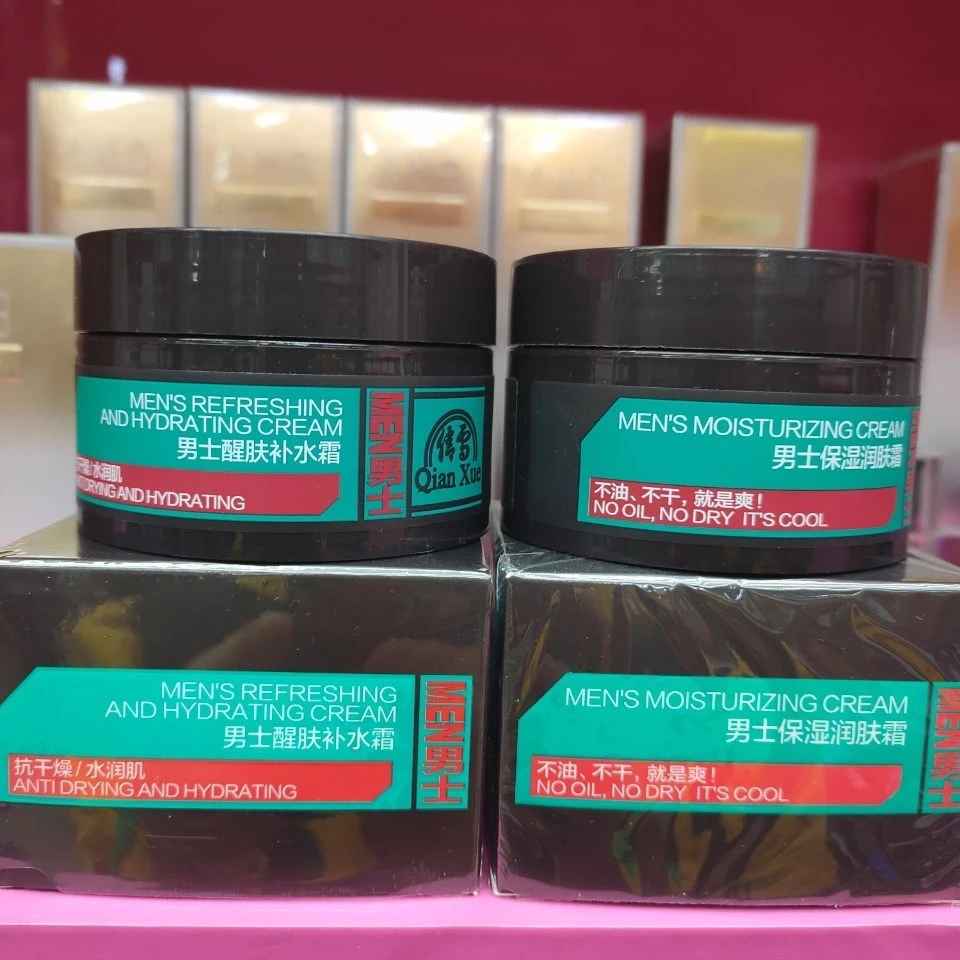 MEN'S REFRESHING
AND HYDRATING CREAM
男士醒肤补水霜
干燥/水润肌
ANTI DRYING AND HYDRATING
MEN男士
倩雪
Qian Xue
MEN'S MOISTURIZING CREAM
男士保湿润肤霜
不油、不干，就是爽！
NO OIL, NO DRY IT'S COOL
MEN'S REFRESHING
AND HYDRATING CREAM
男士醒肤补水霜
抗干燥/水润肌
ANTI DRYING AND HYDRATING
MEN男士
MEN'S MOISTURIZING CREAM
男士保湿润肤霜
不油、不干，就是爽！
NO OIL, NO DRY IT'S COOL
MEN男士